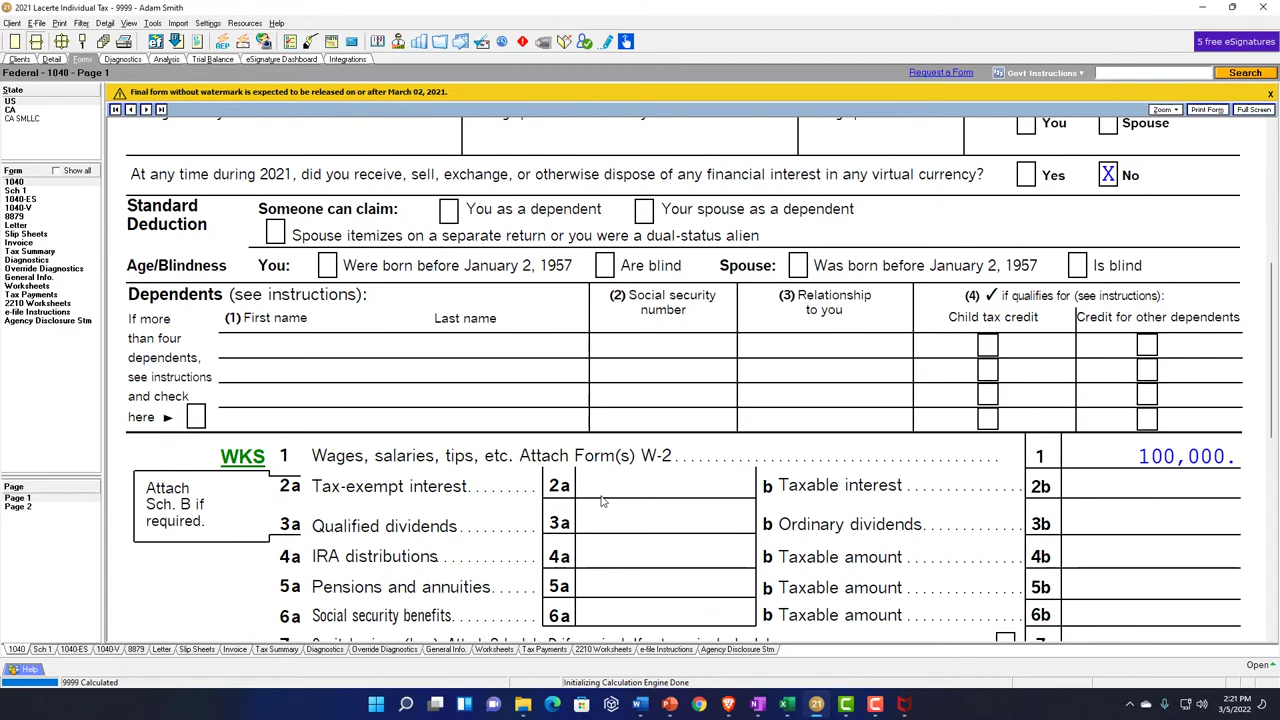 2021 Lacerte Individual Tax - 9999 - Adam Smith
Client E-File Print Filter Detail View Tools Import Settings Resources Help
5 free eSignatures
Clients Detail Forms Diagnostics Analysis Trial Balance eSignature Dashboard Integrations
Federal - 1040 - Page 1
Request a Form Govt Instructions Search
State
US
CA
CA SMLLC
Final form without watermark is expected to be released on or after March 02, 2021. x
Zoom Print Form Full Screen
You Spouse
At any time during 2021, did you receive, sell, exchange, or otherwise dispose of any financial interest in any virtual currency? Yes X No
Standard Deduction
Someone can claim: You as a dependent Your spouse as a dependent
Spouse itemizes on a separate return or you were a dual-status alien
Age/Blindness You: Were born before January 2, 1957 Are blind Spouse: Was born before January 2, 1957 Is blind
Dependents (see instructions):
(2) Social security number
(3) Relationship to you
(4) ✓ if qualifies for (see instructions):
(1) First name Last name
Child tax credit Credit for other dependents
If more
than four
dependents,
see instructions
and check
here ►
WKS 1 Wages, salaries, tips, etc. Attach Form(s) W-2 1 100,000.
Attach
Sch. B if
required.
2a Tax-exempt interest 2a b Taxable interest 2b
3a Qualified dividends 3a b Ordinary dividends 3b
4a IRA distributions 4a b Taxable amount 4b
5a Pensions and annuities 5a b Taxable amount 5b
6a Social security benefits 6a b Taxable amount 6b
Form Show all
1040
Sch 1
1040-ES
1040-V
8879
Letter
Slip Sheets
Invoice
Tax Summary
Diagnostics
Override Diagnostics
General Info.
Worksheets
Tax Payments
2210 Worksheets
e-file Instructions
Agency Disclosure Stm
Page
Page 1
Page 2
1040 Sch 1 1040-ES 1040-V 8879 Letter Slip Sheets Invoice Tax Summary Diagnostics Override Diagnostics General Info. Worksheets Tax Payments 2210 Worksheets e-file Instructions Agency Disclosure Stm
Help
Open
9999 Calculated
Initializing Calculation Engine Done
2:21 PM
3/5/2022